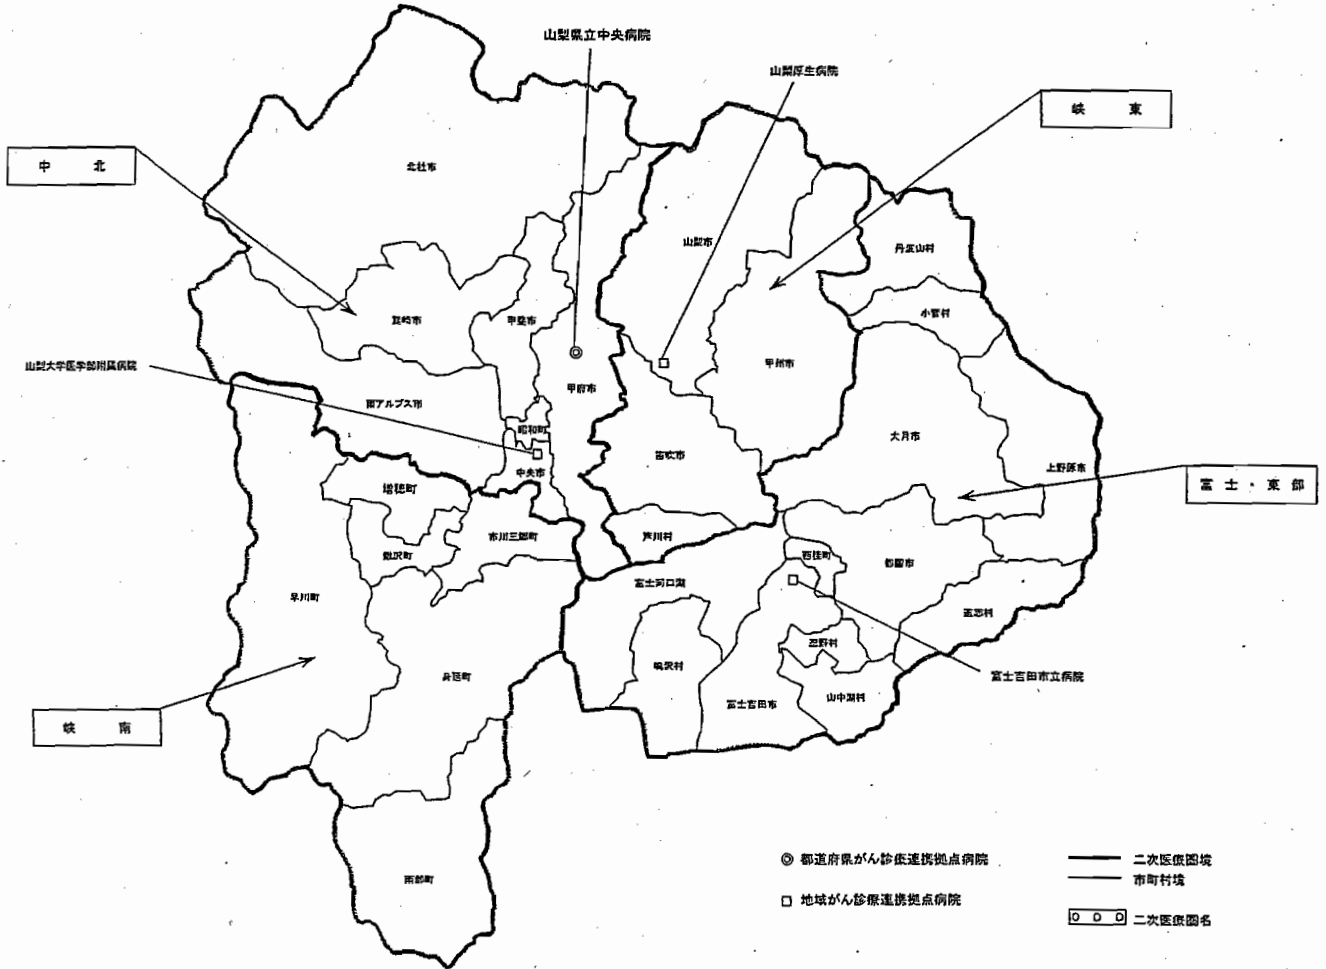 山梨県立中央病院
山梨厚生病院
峡 東
中 北
北杜市
山梨市
丹波山村
小菅村
韮崎市
甲斐市
山梨大学医学部附属病院
甲府市
甲州市
南アルプス市
昭和町
大月市
笛吹市
上野原市
中央市
増穂町
富士・東部
市川三郷町
芦川村
鰍沢町
西桂町
都留市
富士河口湖
早川町
道志村
忍野村
鳴沢村
身延町
富士吉田市立病院
山中湖村
富士吉田市
峡 南
南部町
◎ 都道府県がん診療連携拠点病院
□ 地域がん診療連携拠点病院
二次医療圏境
市町村境
○○○ 二次医療圏名